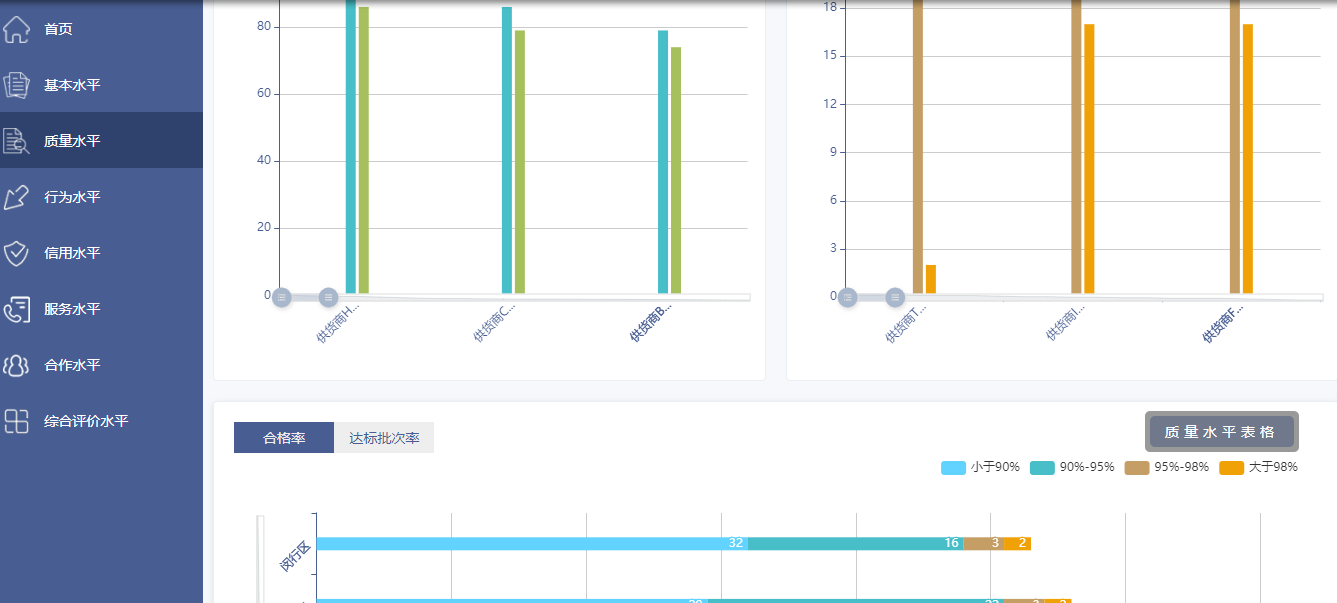 首页
基本水平
质量水平
行为水平
信用水平
服务水平
合作水平
综合评价水平
80
60
40
20
0
供货商H...
供货商C...
供货商B...
18
15
12
9
6
3
0
供货商T...
供货商I...
供货商F...
合格率
达标批次率
质量水平表格
小于90%
90%-95%
95%-98%
大于98%
闵行区
32
16
3
2